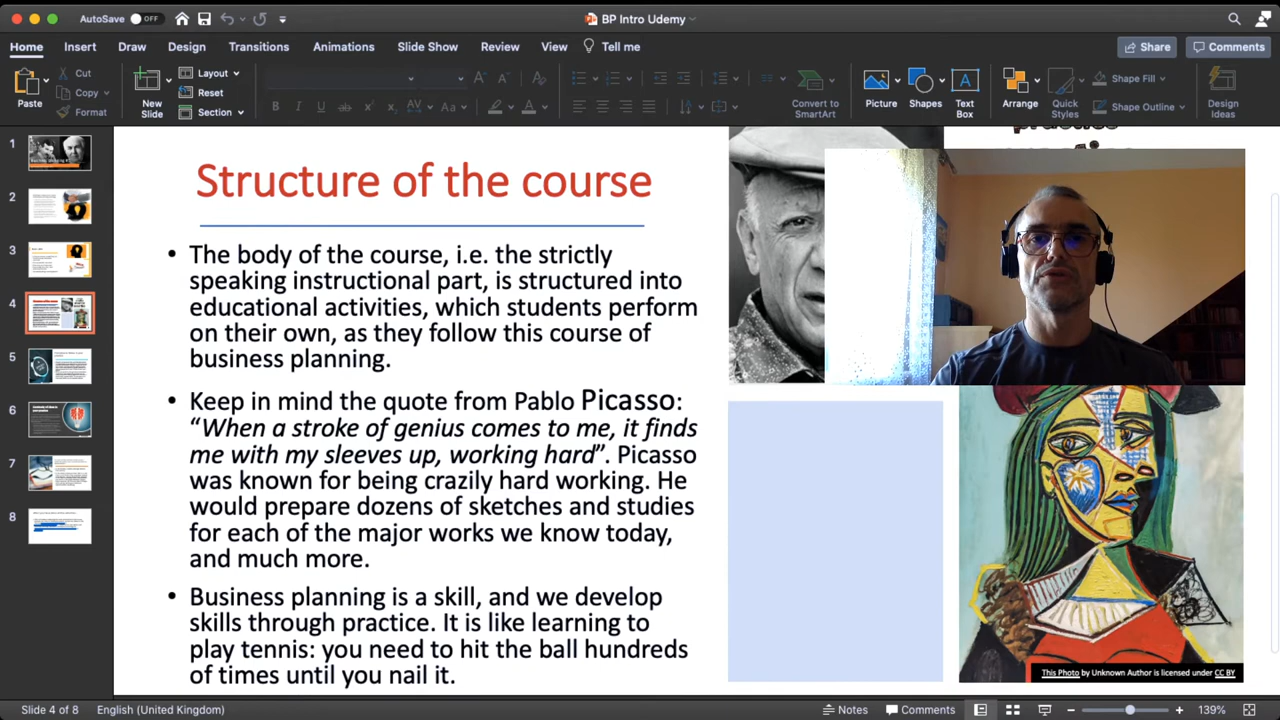 AutoSave OFF
BP Intro Udemy
Home Insert Draw Design Transitions Animations Slide Show Review View Tell me Share Comments
Paste
Cut
Copy
Format
New Slide
Layout
Reset
Section
Convert to SmartArt
Picture
Shapes
Text Box
Arrange
Quick Styles
Shape Fill
Shape Outline
Design Ideas
1
2
3
4
5
6
7
8
Structure of the course
• The body of the course, i.e. the strictly
speaking instructional part, is structured into
educational activities, which students perform
on their own, as they follow this course of
business planning.
• Keep in mind the quote from Pablo Picasso:
“When a stroke of genius comes to me, it finds
me with my sleeves up, working hard”. Picasso
was known for being crazily hard working. He
would prepare dozens of sketches and studies
for each of the major works we know today,
and much more.
• Business planning is a skill, and we develop
skills through practice. It is like learning to
play tennis: you need to hit the ball hundreds
of times until you nail it.
This Photo by Unknown Author is licensed under CC BY
Slide 4 of 8 English (United Kingdom) Notes Comments 139%